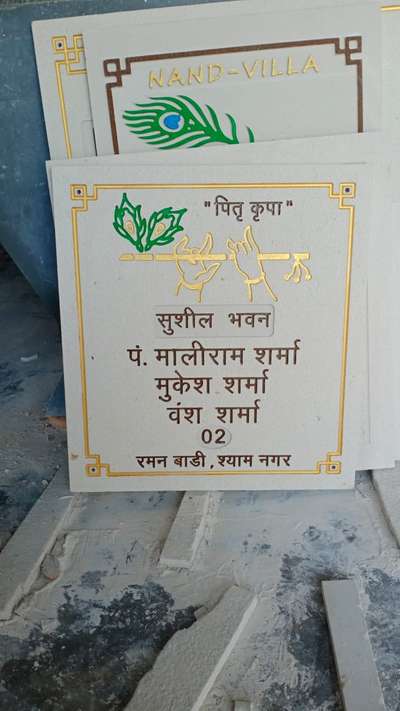 NAND-VILLA
"पितृ कृपा"
सुशील भवन
पं. मालीराम शर्मा
मुकेश शर्मा
वंश शर्मा
02
रमन बाडी, श्याम नगर